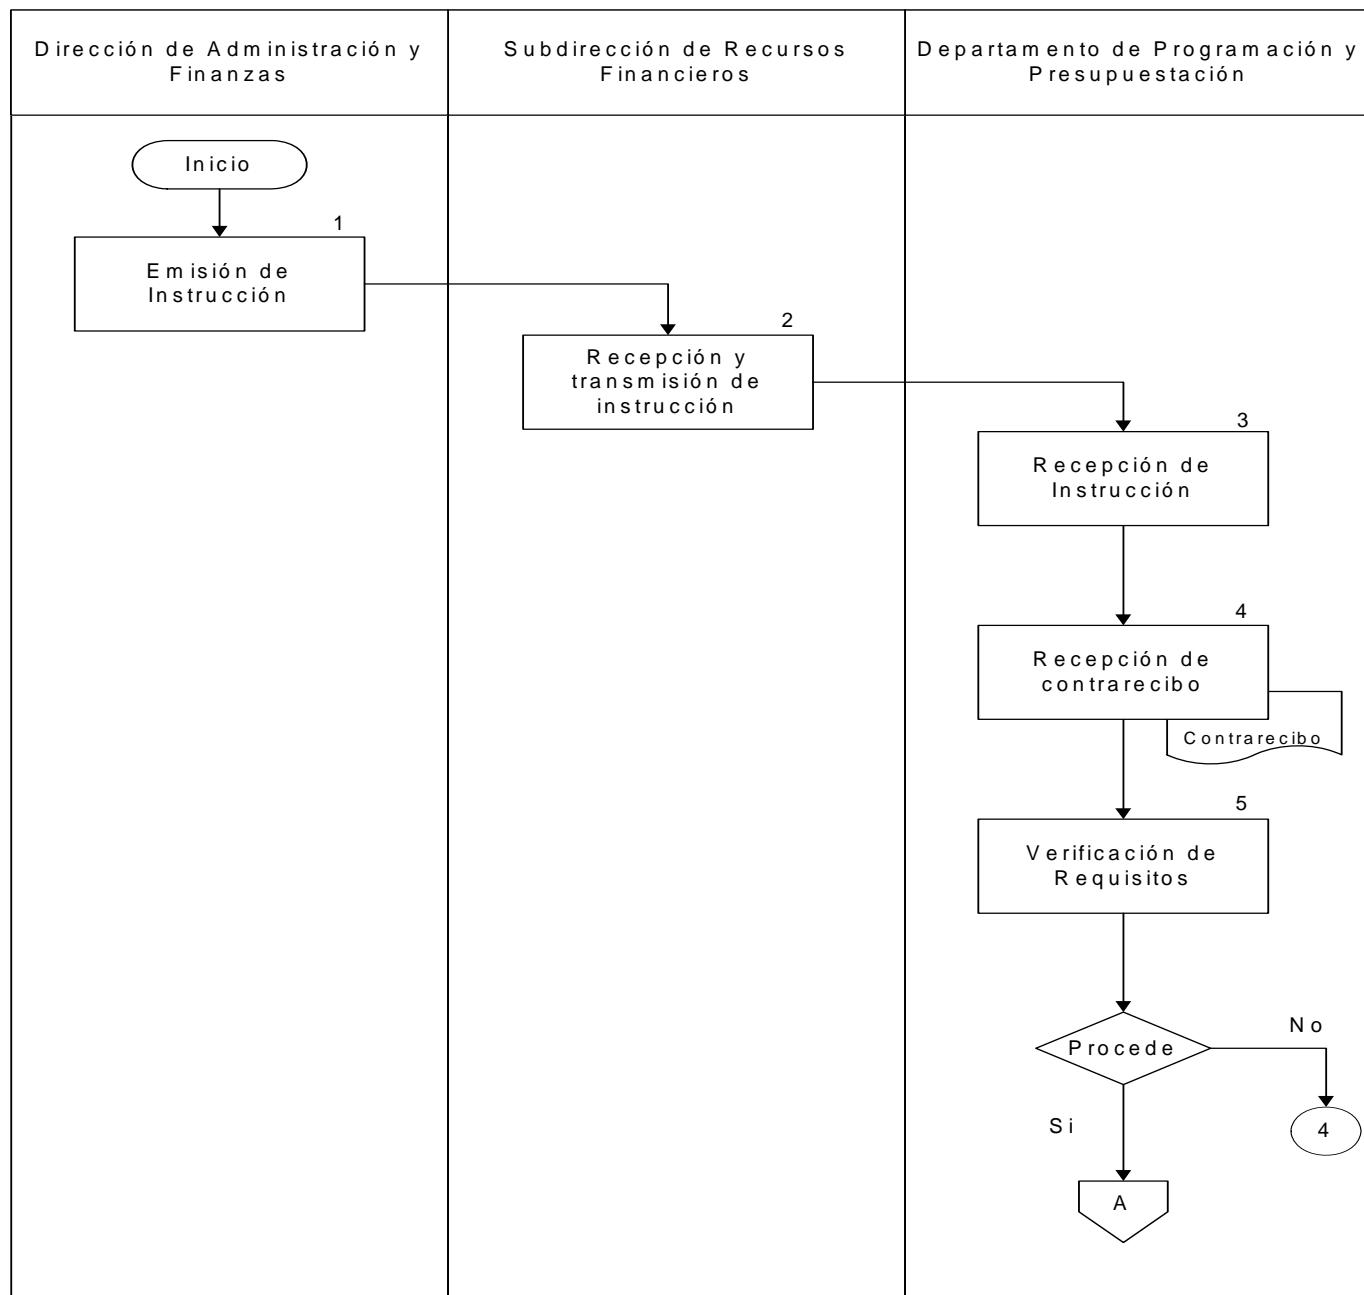 Dirección de Administración y
Finanzas
Subdirección de Recursos
Financieros
Departamento de Programación y
Presupuestación
Inicio
1
Emisión de
Instrucción
2
Recepción y
transmisión de
instrucción
3
Recepción de
Instrucción
4
Recepción de
contrarecibo
Contrarecibo
5
Verificación de
Requisitos
Procede
No
Si
4
A